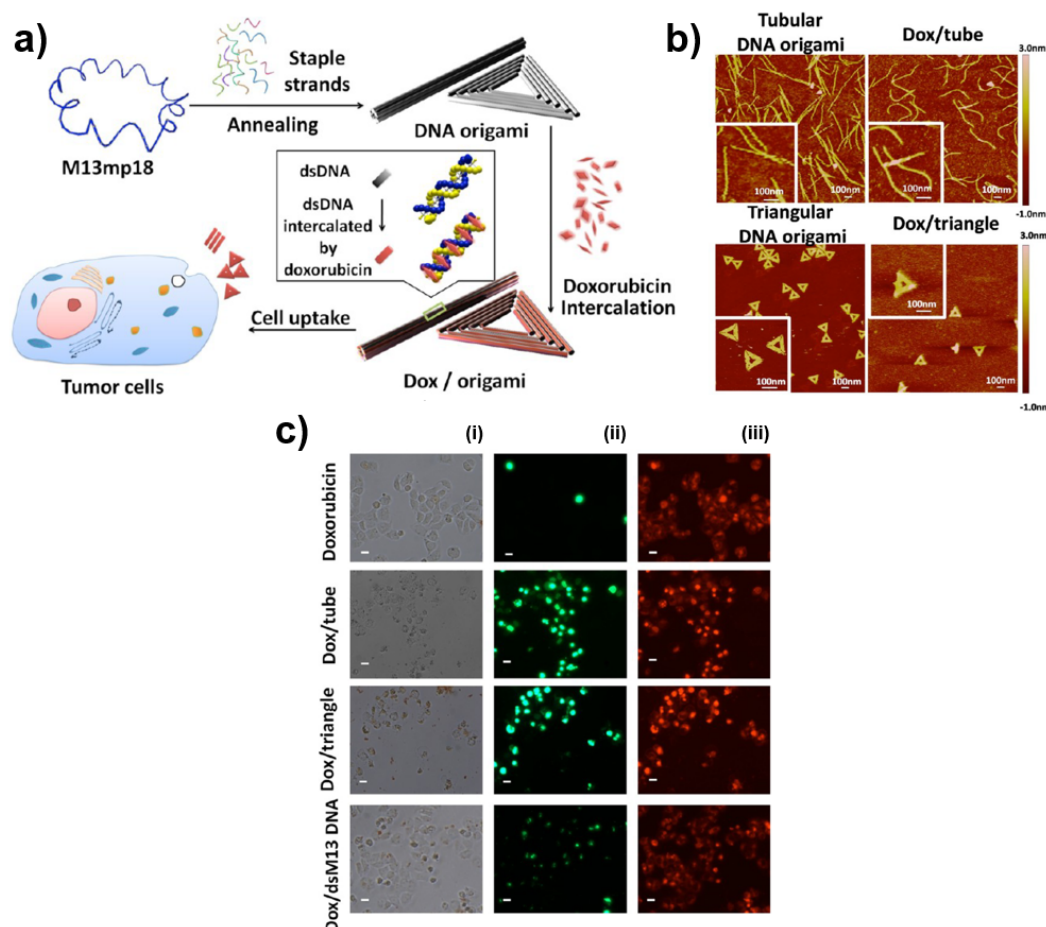 a)
M13mp18
Staple
strands
Annealing
DNA origami
dsDNA
dsDNA
intercalated
by
doxorubicin
Doxorubicin
Intercalation
Cell uptake
Tumor cells
Dox / origami
b)
Tubular
DNA origami
Dox/tube
3.0nm
100nm
100nm
100nm
100nm
-1.0nm
Triangular
DNA origami
Dox/triangle
3.0nm
100nm
100nm
100nm
100nm
-1.0nm
c)
(i)
(ii)
(iii)
Doxorubicin
Dox/tube
Dox/triangle
Dox/dsM13 DNA